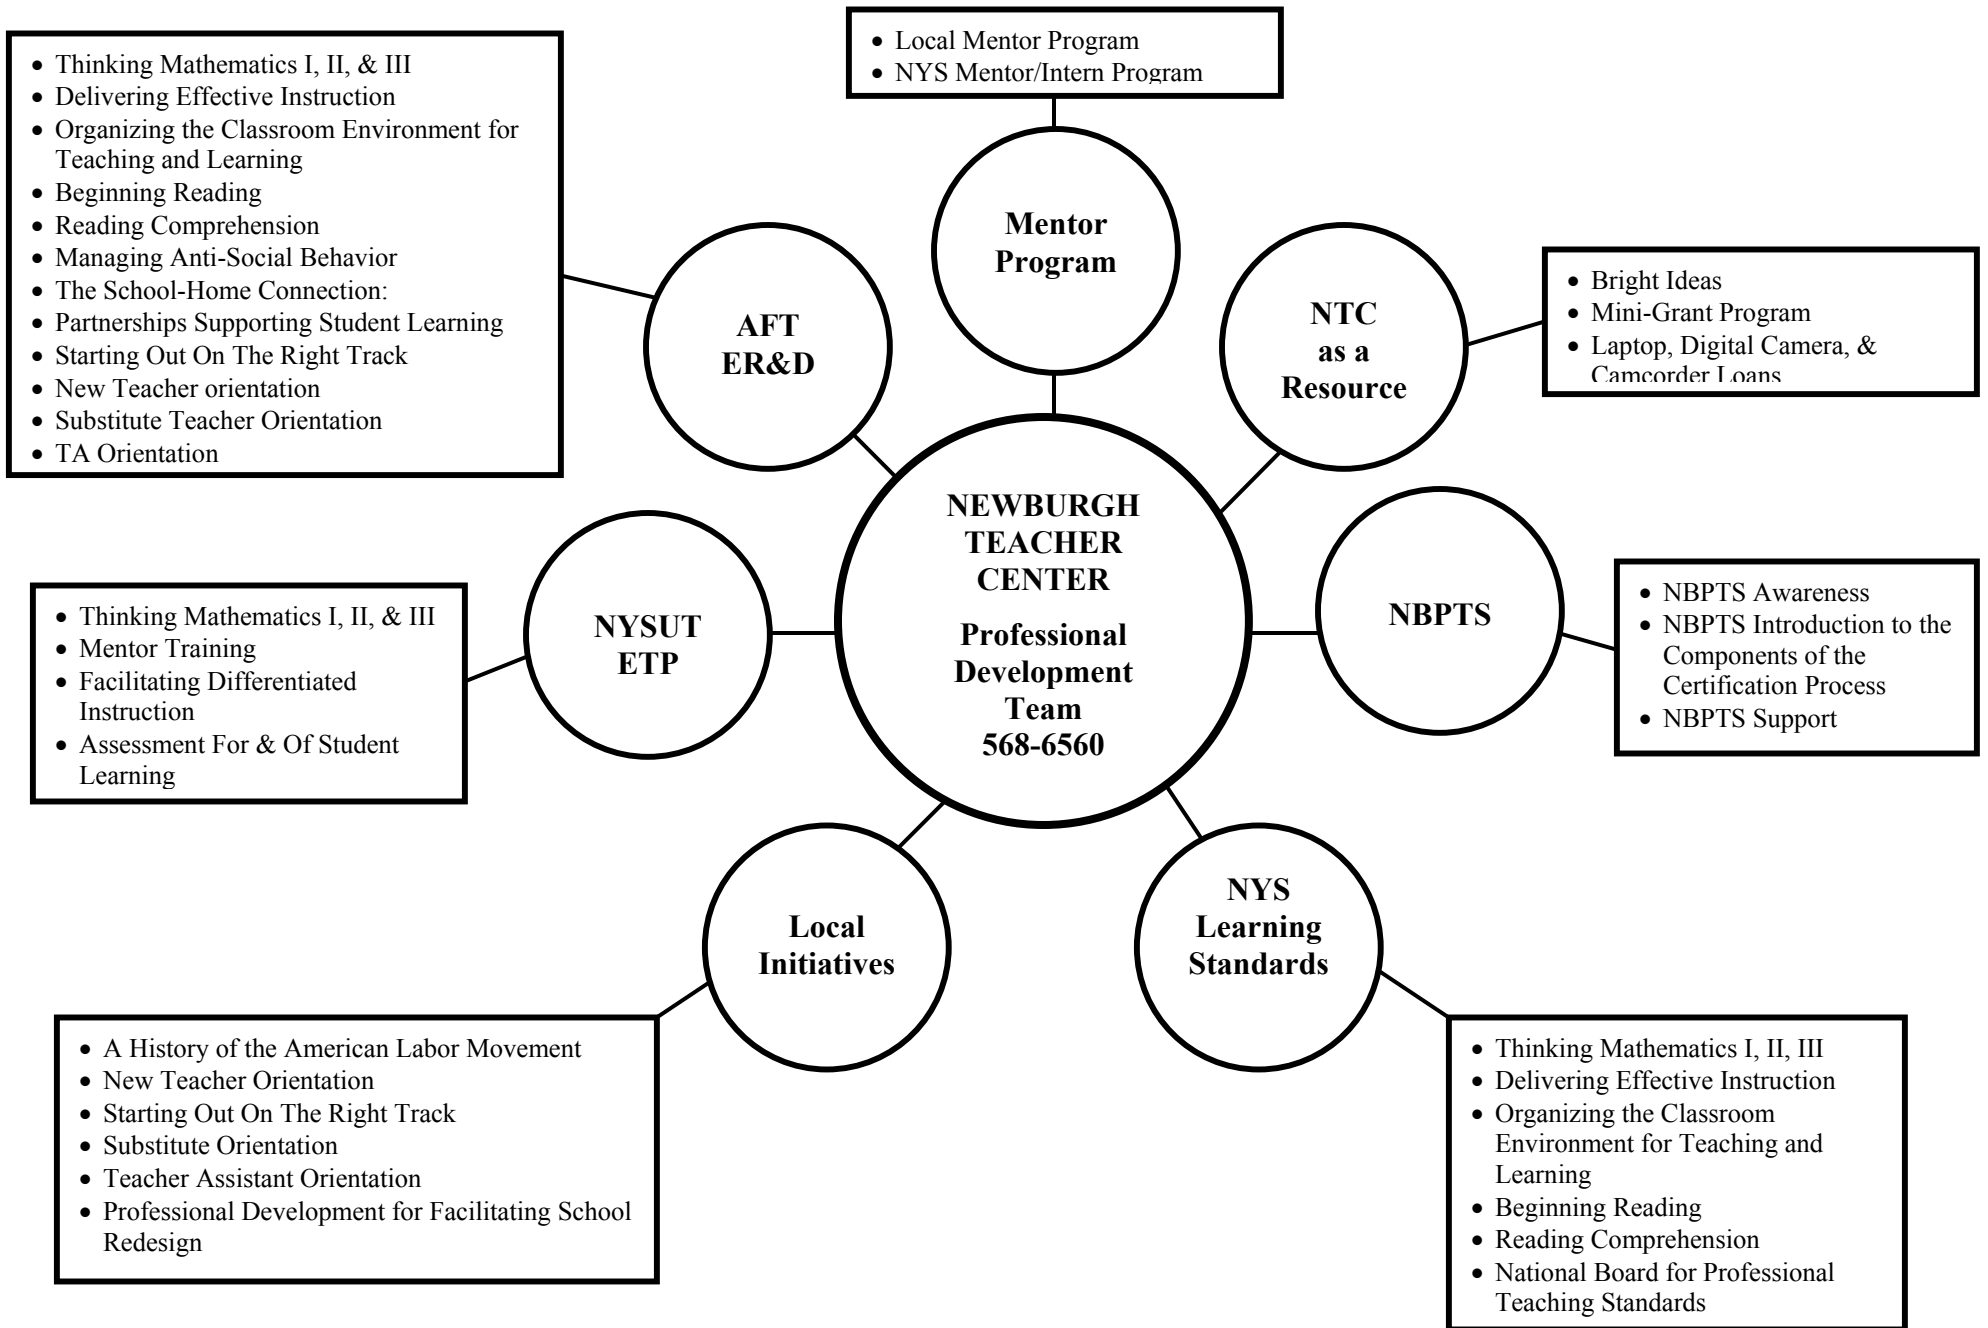 • Local Mentor Program
• NYS Mentor/Intern Program
• Thinking Mathematics I, II, & III
• Delivering Effective Instruction
• Organizing the Classroom Environment for
Teaching and Learning
• Beginning Reading
• Reading Comprehension
• Managing Anti-Social Behavior
• The School-Home Connection:
• Partnerships Supporting Student Learning
• Starting Out On The Right Track
• New Teacher orientation
• Substitute Teacher Orientation
• TA Orientation
Mentor
Program
AFT
ER&D
NTC
as a
Resource
• Bright Ideas
• Mini-Grant Program
• Laptop, Digital Camera, &
Camcorder Loans
NEWBURGH
TEACHER
CENTER
Professional
Development
Team
568-6560
NYSUT
ETP
• Thinking Mathematics I, II, & III
• Mentor Training
• Facilitating Differentiated
Instruction
• Assessment For & Of Student
Learning
NBPTS
• NBPTS Awareness
• NBPTS Introduction to the
Components of the
Certification Process
• NBPTS Support
Local
Initiatives
NYS
Learning
Standards
• A History of the American Labor Movement
• New Teacher Orientation
• Starting Out On The Right Track
• Substitute Orientation
• Teacher Assistant Orientation
• Professional Development for Facilitating School
Redesign
• Thinking Mathematics I, II, III
• Delivering Effective Instruction
• Organizing the Classroom
Environment for Teaching and
Learning
• Beginning Reading
• Reading Comprehension
• National Board for Professional
Teaching Standards